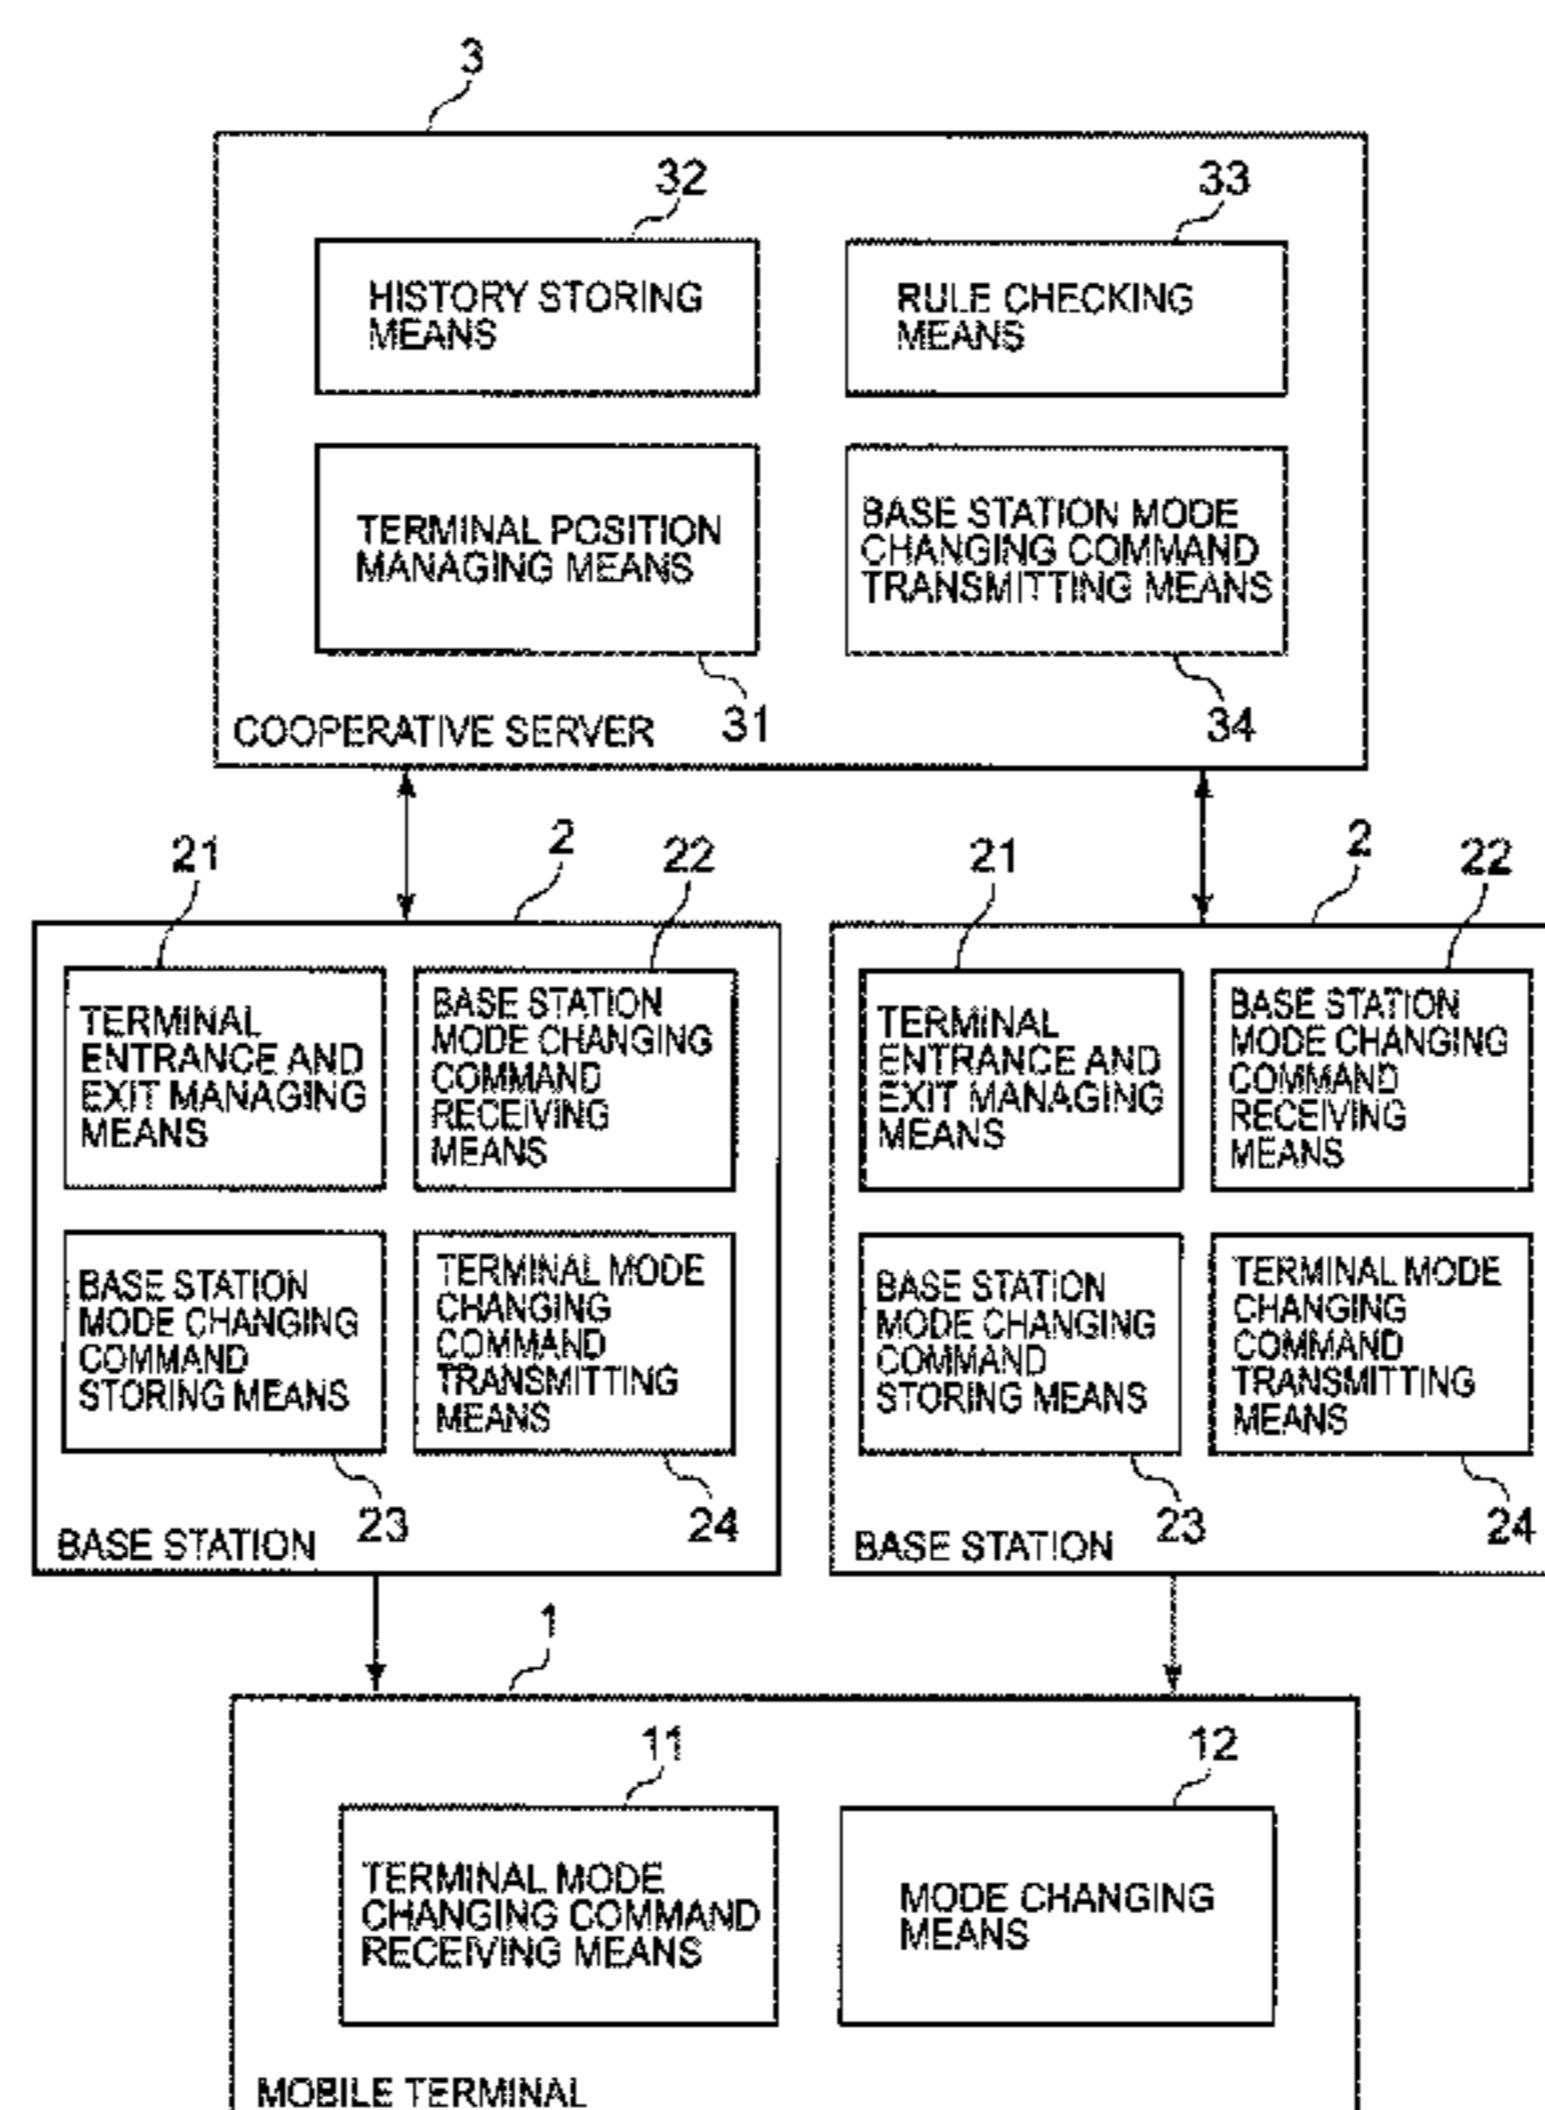 3
32
33
HISTORY STORING
MEANS
RULE CHECKING
MEANS
TERMINAL POSITION
MANAGING MEANS
BASE STATION MODE
CHANGING COMMAND
TRANSMITTING MEANS
COOPERATIVE SERVER
31
34
21
2
22
21
2
22
TERMINAL
ENTRANCE AND
EXIT MANAGING
MEANS
BASE STATION
MODE CHANGING
COMMAND
RECEIVING
MEANS
TERMINAL
ENTRANCE AND
EXIT MANAGING
MEANS
BASE STATION
MODE CHANGING
COMMAND
RECEIVING
MEANS
BASE STATION
MODE CHANGING
COMMAND
STORING MEANS
TERMINAL MODE
CHANGING
COMMAND
TRANSMITTING
MEANS
BASE STATION
MODE CHANGING
COMMAND
STORING MEANS
TERMINAL MODE
CHANGING
COMMAND
TRANSMITTING
MEANS
BASE STATION
23
24
BASE STATION
23
24
1
11
12
TERMINAL MODE
CHANGING COMMAND
RECEIVING MEANS
MODE CHANGING
MEANS
MOBILE TERMINAL